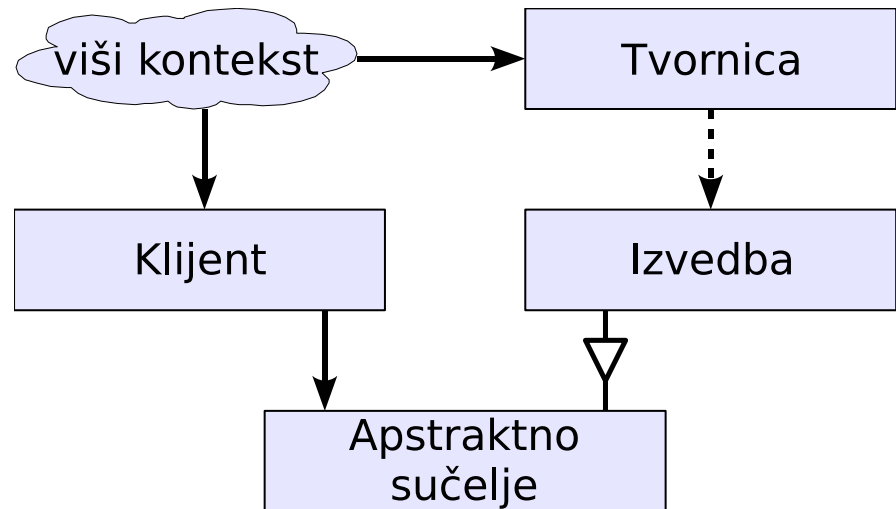 viši kontekst
Tvornica
Klijent
Izvedba
Apstraktno
sučelje